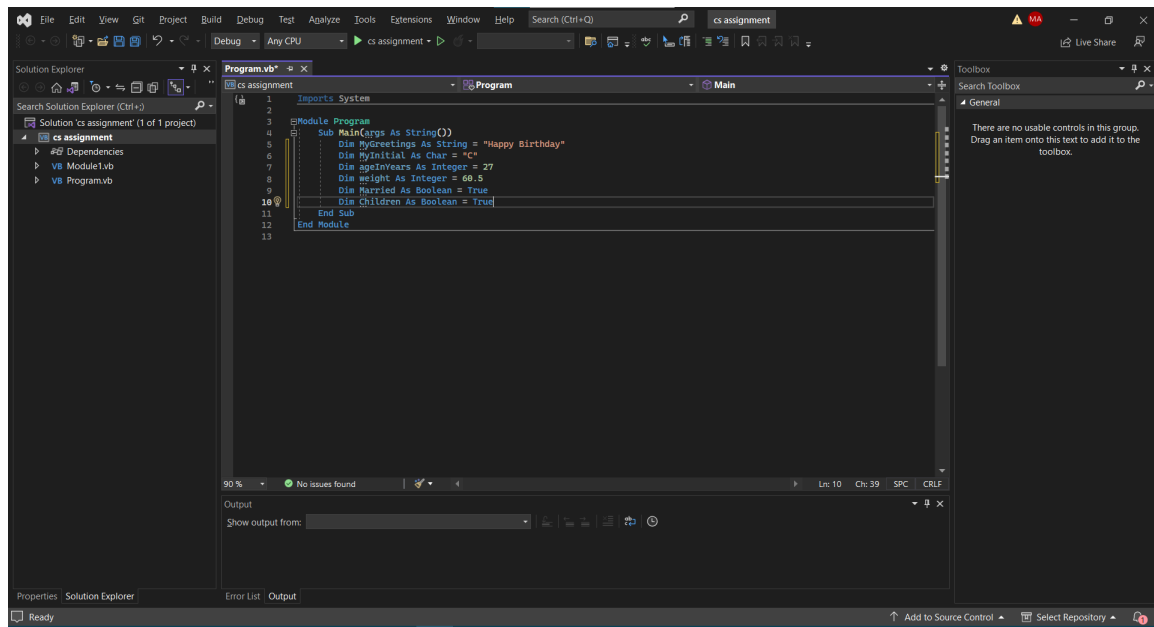 File Edit View Git Project Build Debug Test Analyze Tools Extensions Window Help Search (Ctrl+Q) cs assignment MA
Debug Any CPU cs assignment Live Share
Solution Explorer
Search Solution Explorer (Ctrl+;)
Solution 'cs assignment' (1 of 1 project)
cs assignment
Dependencies
VB Module1.vb
VB Program.vb
Program.vb*
VB cs assignment Program Main
1 Imports System
2
3 Module Program
4 Sub Main(args As String())
5 Dim MyGreetings As String = "Happy Birthday"
6 Dim MyInitial As Char = "C"
7 Dim ageInYears As Integer = 27
8 Dim weight As Integer = 60.5
9 Dim Married As Boolean = True
10 Dim Children As Boolean = True
11 End Sub
12 End Module
13
90 % No issues found Ln: 10 Ch: 39 SPC CRLF
Output
Show output from:
Toolbox
Search Toolbox
General
There are no usable controls in this group.
Drag an item onto this text to add it to the
toolbox.
Properties Solution Explorer Error List Output
Ready Add to Source Control Select Repository 1